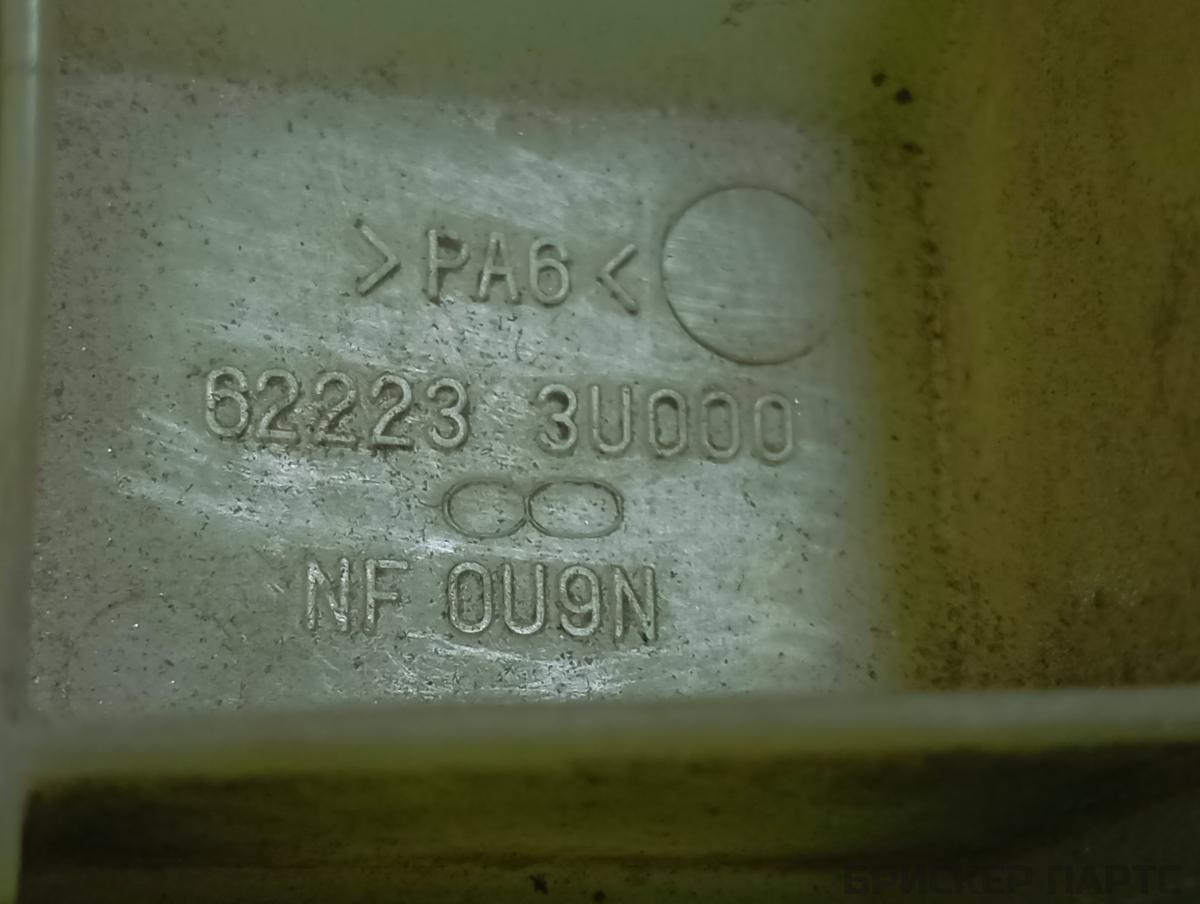 >PA6<
62223 3U000
NF 0U9N
БРИСКЕР ПАРТС